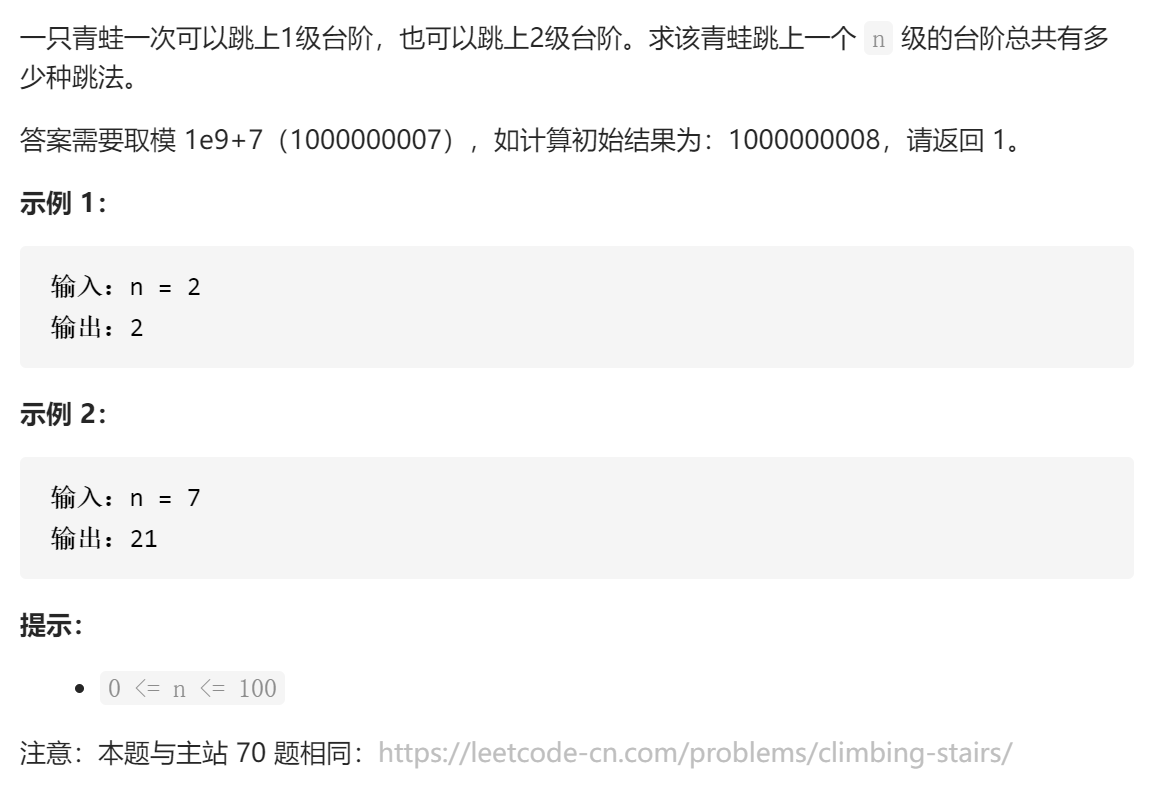 一只青蛙一次可以跳上1级台阶，也可以跳上2级台阶。求该青蛙跳上一个 n 级的台阶总共有多
少种跳法。
答案需要取模 1e9+7（1000000007），如计算初始结果为：1000000008，请返回 1。
示例 1：
输入：n = 2
输出：2
示例 2：
输入：n = 7
输出：21
提示：
0 <= n <= 100
注意：本题与主站 70 题相同：https://leetcode-cn.com/problems/climbing-stairs/